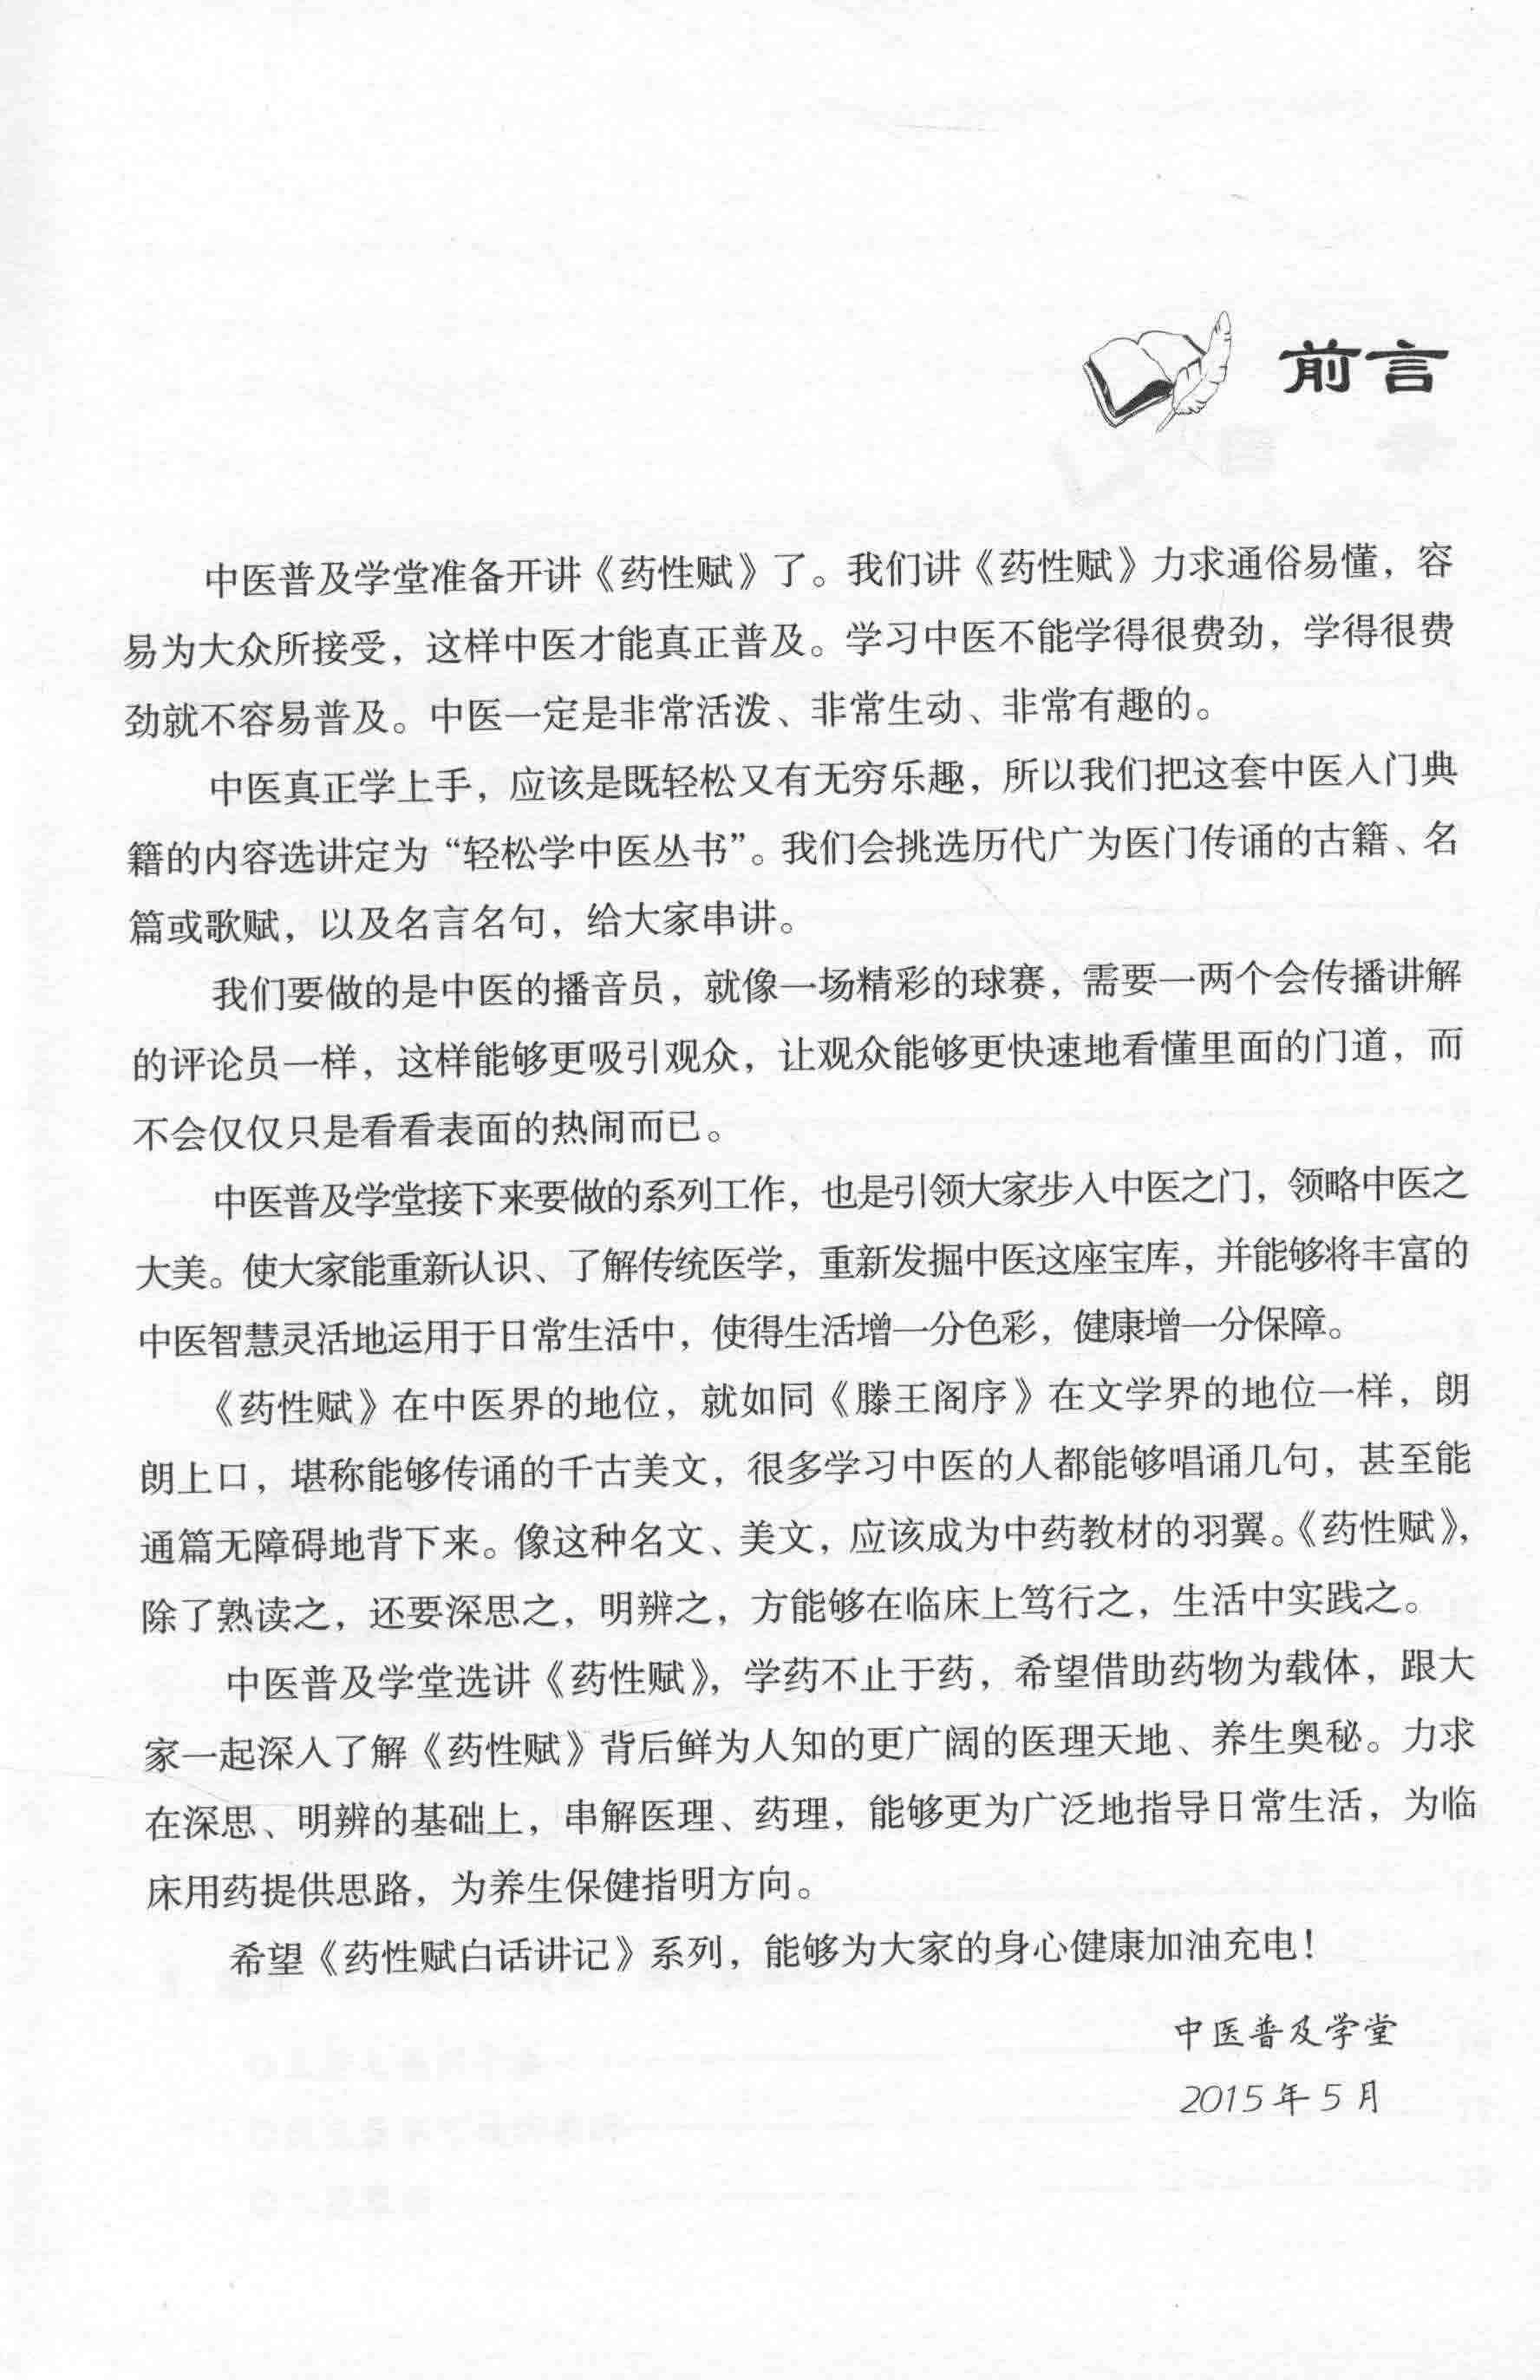 前言
中医普及学堂准备开讲《药性赋》了。我们讲《药性赋》力求通俗易懂，容
易为大众所接受，这样中医才能真正普及。学习中医不能学得很费劲，学得很费
劲就不容易普及。中医一定是非常活泼、非常生动、非常有趣的。
中医真正学上手，应该是既轻松又有无穷乐趣，所以我们把这套中医入门典
籍的内容选讲定为“轻松学中医丛书”。我们会挑选历代广为医门传诵的古籍、名
篇或歌赋，以及名言名句，给大家串讲。
我们要做的是中医的播音员，就像一场精彩的球赛，需要一两个会传播讲解
的评论员一样，这样能够更吸引观众，让观众能够更快速地看懂里面的门道，而
不会仅仅只是看看表面的热闹而已。
中医普及学堂接下来要做的系列工作，也是引领大家步入中医之门，领略中医之
大美。使大家能重新认识、了解传统医学，重新发掘中医这座宝库，并能够将丰富的
中医智慧灵活地运用于日常生活中，使得生活增一分色彩，健康增一分保障。
《药性赋》在中医界的地位，就如同《滕王阁序》在文学界的地位一样，朗
朗上口，堪称能够传诵的千古美文，很多学习中医的人都能够唱诵几句，甚至能
通篇无障碍地背下来。像这种名文、美文，应该成为中药教材的羽翼。《药性赋》，
除了熟读之，还要深思之，明辨之，方能够在临床上笃行之，生活中实践之。
中医普及学堂选讲《药性赋》，学药不止于药，希望借助药物为载体，跟大
家一起深入了解《药性赋》背后鲜为人知的更广阔的医理天地、养生奥秘。力求
在深思、明辨的基础上，串解医理、药理，能够更为广泛地指导日常生活，为临
床用药提供思路，为养生保健指明方向。
希望《药性赋白话讲记》系列，能够为大家的身心健康加油充电！
中医普及学堂
2015年5月